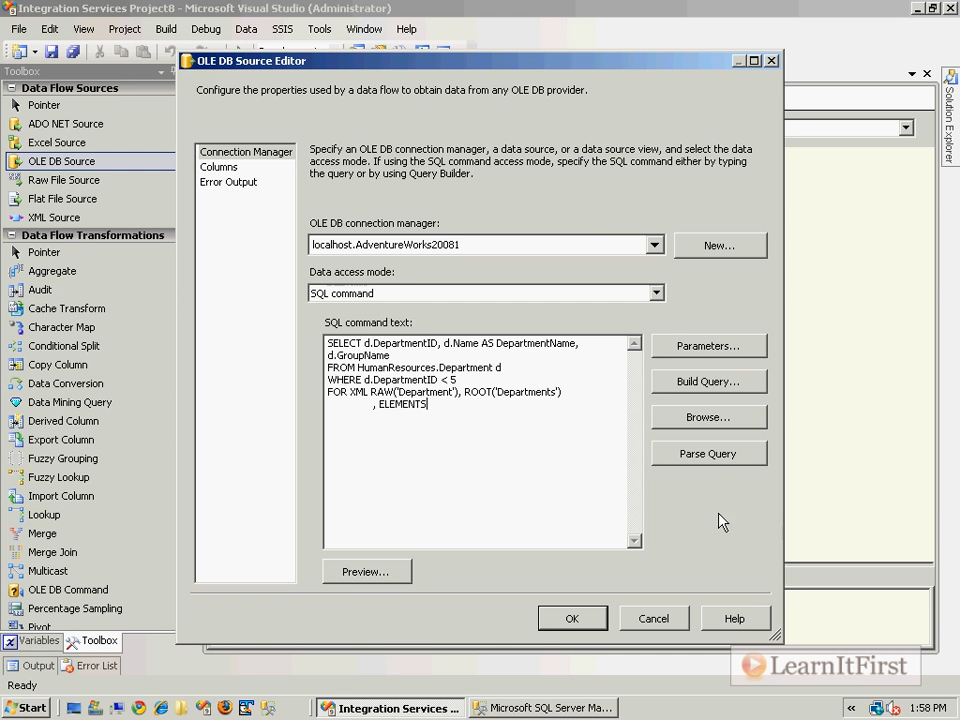 Integration Services Project8 - Microsoft Visual Studio (Administrator)
File Edit View Project Build Debug Data SSIS Tools Window Help
Toolbox
Data Flow Sources
Pointer
ADO NET Source
Excel Source
OLE DB Source
Raw File Source
Flat File Source
XML Source
Data Flow Transformations
Pointer
Aggregate
Audit
Cache Transform
Character Map
Conditional Split
Copy Column
Data Conversion
Data Mining Query
Derived Column
Export Column
Fuzzy Grouping
Fuzzy Lookup
Import Column
Lookup
Merge
Merge Join
Multicast
OLE DB Command
Percentage Sampling
Pivot
Variables Toolbox
Output Error List
Ready
OLE DB Source Editor
Configure the properties used by a data flow to obtain data from any OLE DB provider.
Connection Manager
Columns
Error Output
Specify an OLE DB connection manager, a data source, or a data source view, and select the data
access mode. If using the SQL command access mode, specify the SQL command either by typing
the query or by using Query Builder.
OLE DB connection manager:
localhost.AdventureWorks20081
New...
Data access mode:
SQL command
SQL command text:
SELECT d.DepartmentID, d.Name AS DepartmentName,
d.GroupName
FROM HumanResources.Department d
WHERE d.DepartmentID < 5
FOR XML RAW('Department'), ROOT('Departments')
, ELEMENTS
Parameters...
Build Query...
Browse...
Parse Query
Preview...
OK Cancel Help
Solution Explorer
LearnItFirst
Start
Integration Services ...
Microsoft SQL Server Ma...
« 1:58 PM